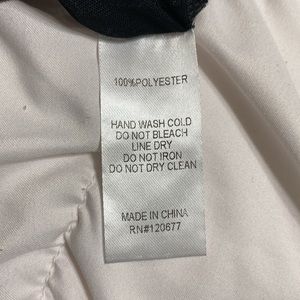 100%POLYESTER
HAND WASH COLD
DO NOT BLEACH
LINE DRY
DO NOT IRON
DO NOT DRY CLEAN
MADE IN CHINA
RN#120677